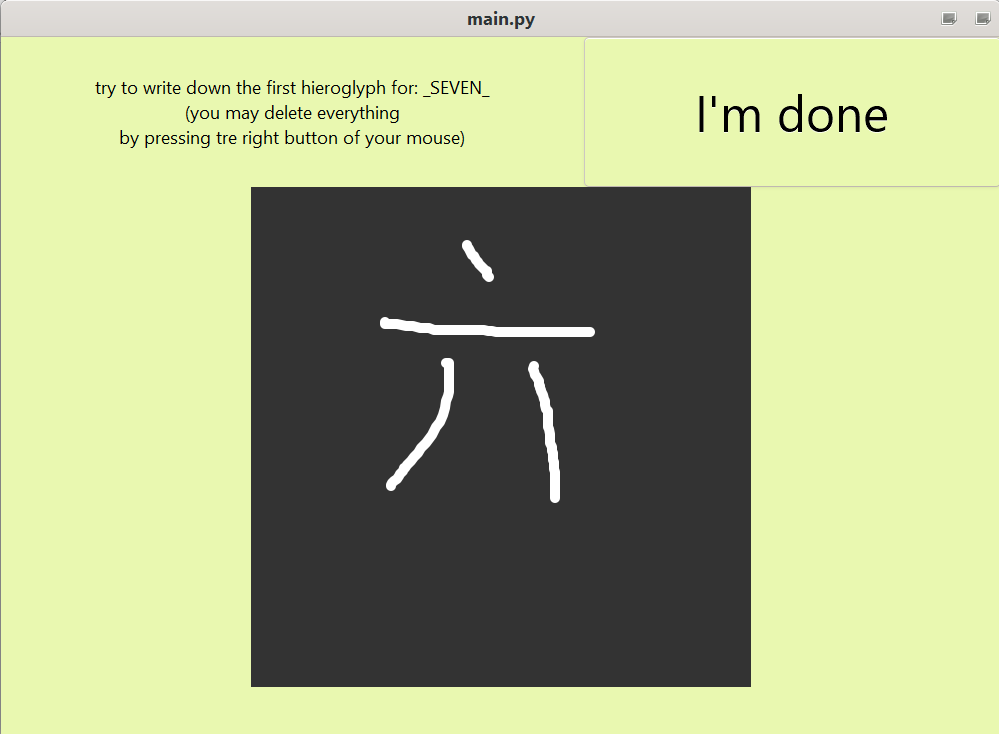 main.py
try to write down the first hieroglyph for: _SEVEN_
(you may delete everything
by pressing tre right button of your mouse)
I'm done
六